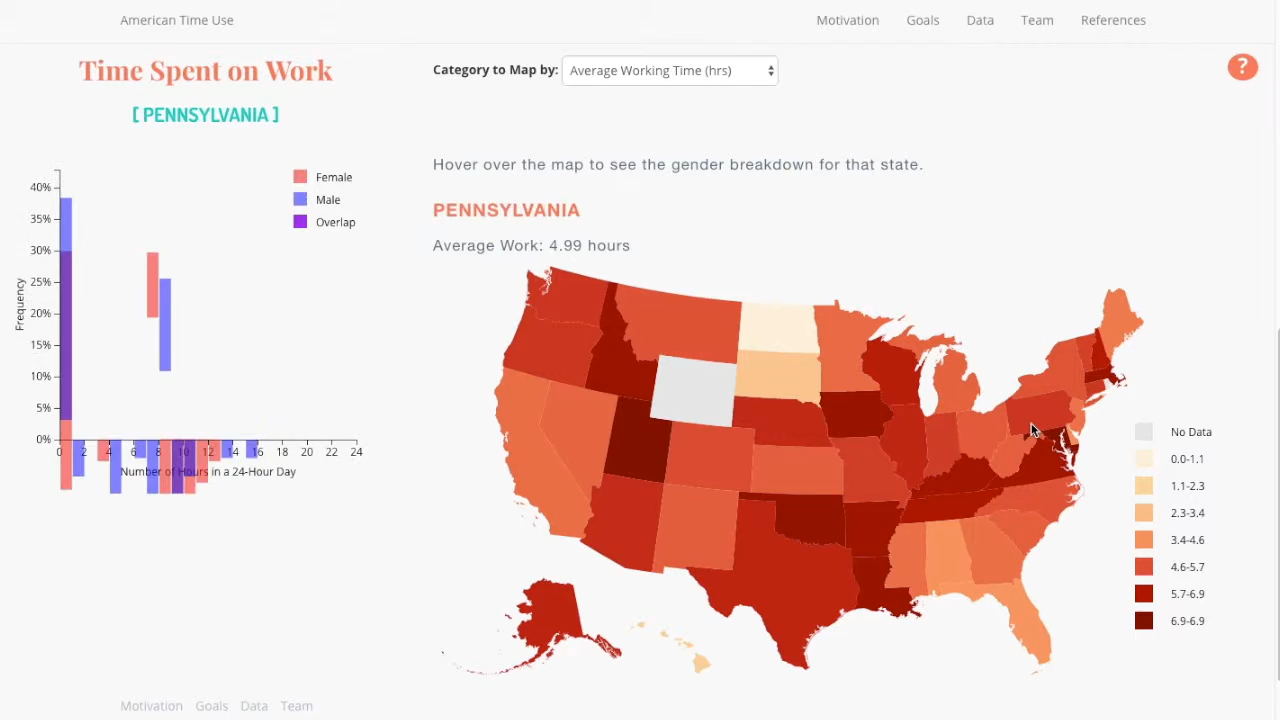 American Time Use
Motivation Goals Data Team References
Time Spent on Work
[ PENNSYLVANIA ]
Category to Map by: Average Working Time (hrs)
?
Hover over the map to see the gender breakdown for that state.
PENNSYLVANIA
Average Work: 4.99 hours
Female
Male
Overlap
40%
35%
30%
25%
20%
15%
10%
5%
0%
Frequency
0 2 4 6 8 10 12 14 16 18 20 22 24
Number of Hours in a 24-Hour Day
No Data
0.0-1.1
1.1-2.3
2.3-3.4
3.4-4.6
4.6-5.7
5.7-6.9
6.9-6.9
Motivation Goals Data Team